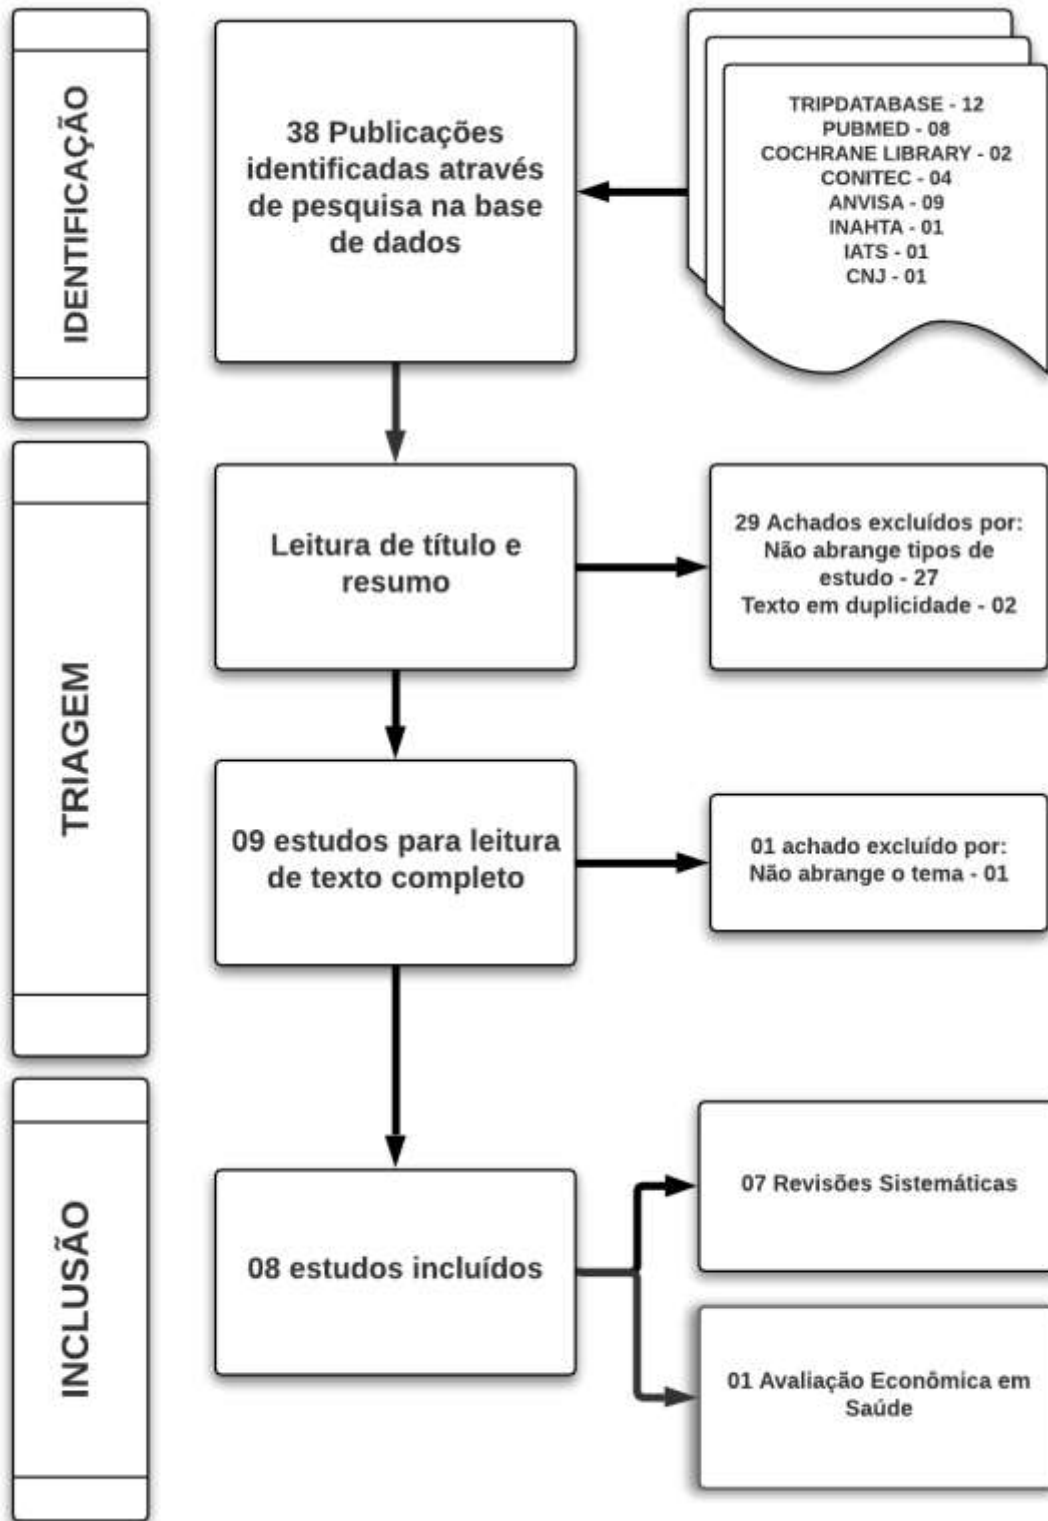 IDENTIFICAÇÃO
38 Publicações
identificadas através
de pesquisa na base
de dados
TRIPDATABASE - 12
PUBMED - 08
COCHRANE LIBRARY - 02
CONITEC - 04
ANVISA - 09
INAHTA - 01
IATS - 01
CNJ - 01
TRIAGEM
Leitura de título e
resumo
29 Achados excluídos por:
Não abrange tipos de
estudo - 27
Texto em duplicidade - 02
09 estudos para leitura
de texto completo
01 achado excluído por:
Não abrange o tema - 01
INCLUSÃO
08 estudos incluídos
07 Revisões Sistemáticas
01 Avaliação Econômica em
Saúde